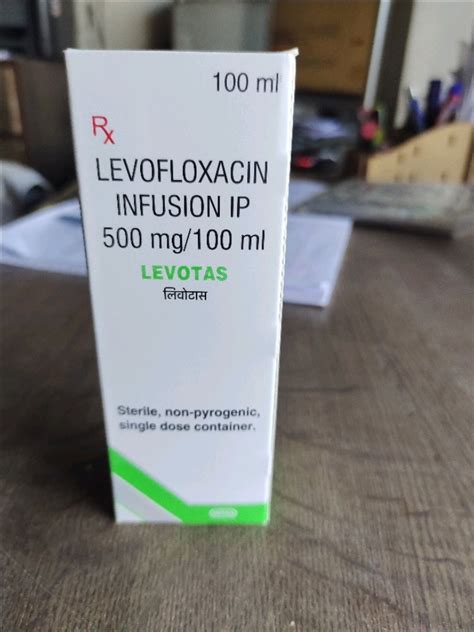 100 ml
Rx
LEVOFLOXACIN
INFUSION IP
500 mg/100 ml
LEVOTAS
लिवोटास
Sterile, non-pyrogenic,
single dose container.